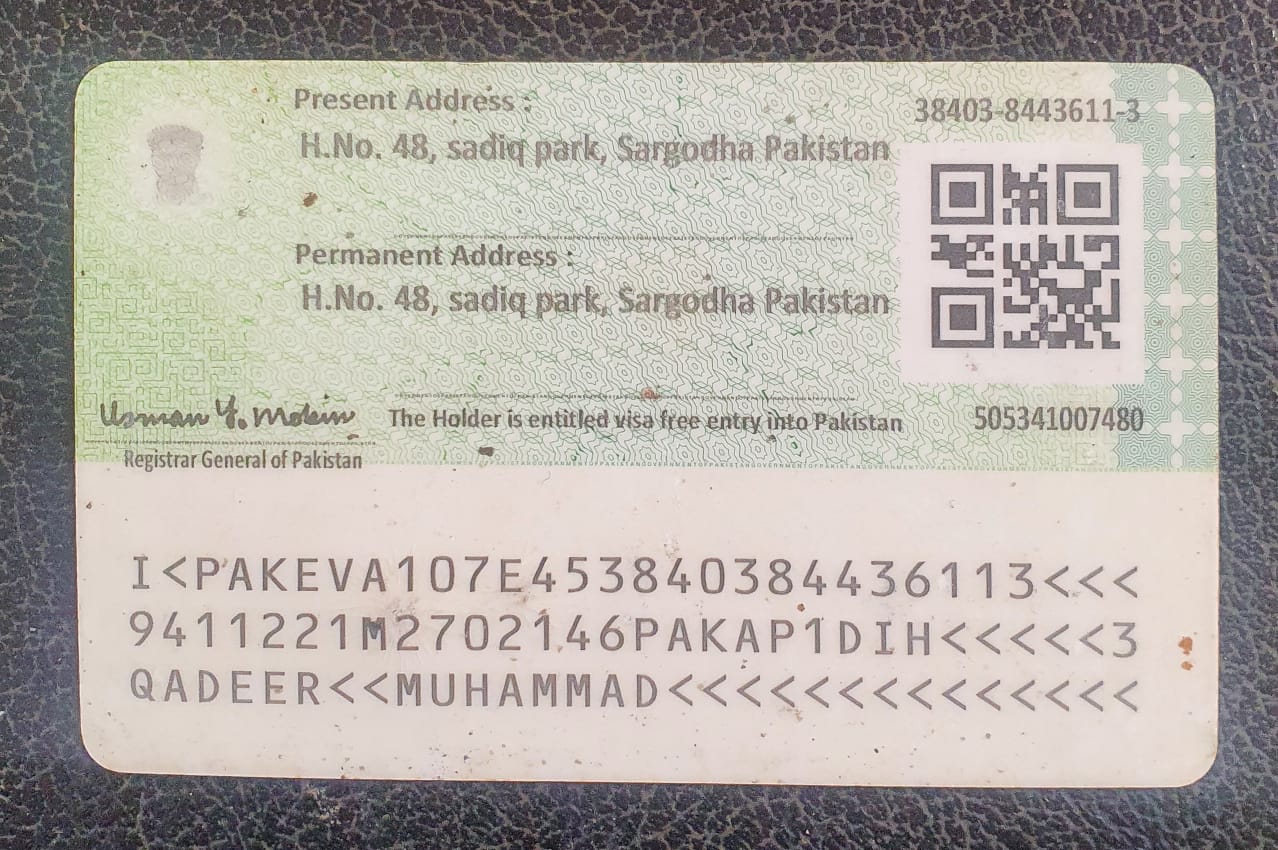 Present Address :
38403-8443611-3
H.No. 48, sadiq park, Sargodha Pakistan
Permanent Address :
H.No. 48, sadiq park, Sargodha Pakistan
Usman Y. Mobin
The Holder is entitled visa free entry into Pakistan
505341007480
Registrar General of Pakistan
I<PAKEVA107E453840384436113<<<
9411221M2702146PAKAP1DIH<<<<<3
QADEER<<MUHAMMAD<<<<<<<<<<<<<<